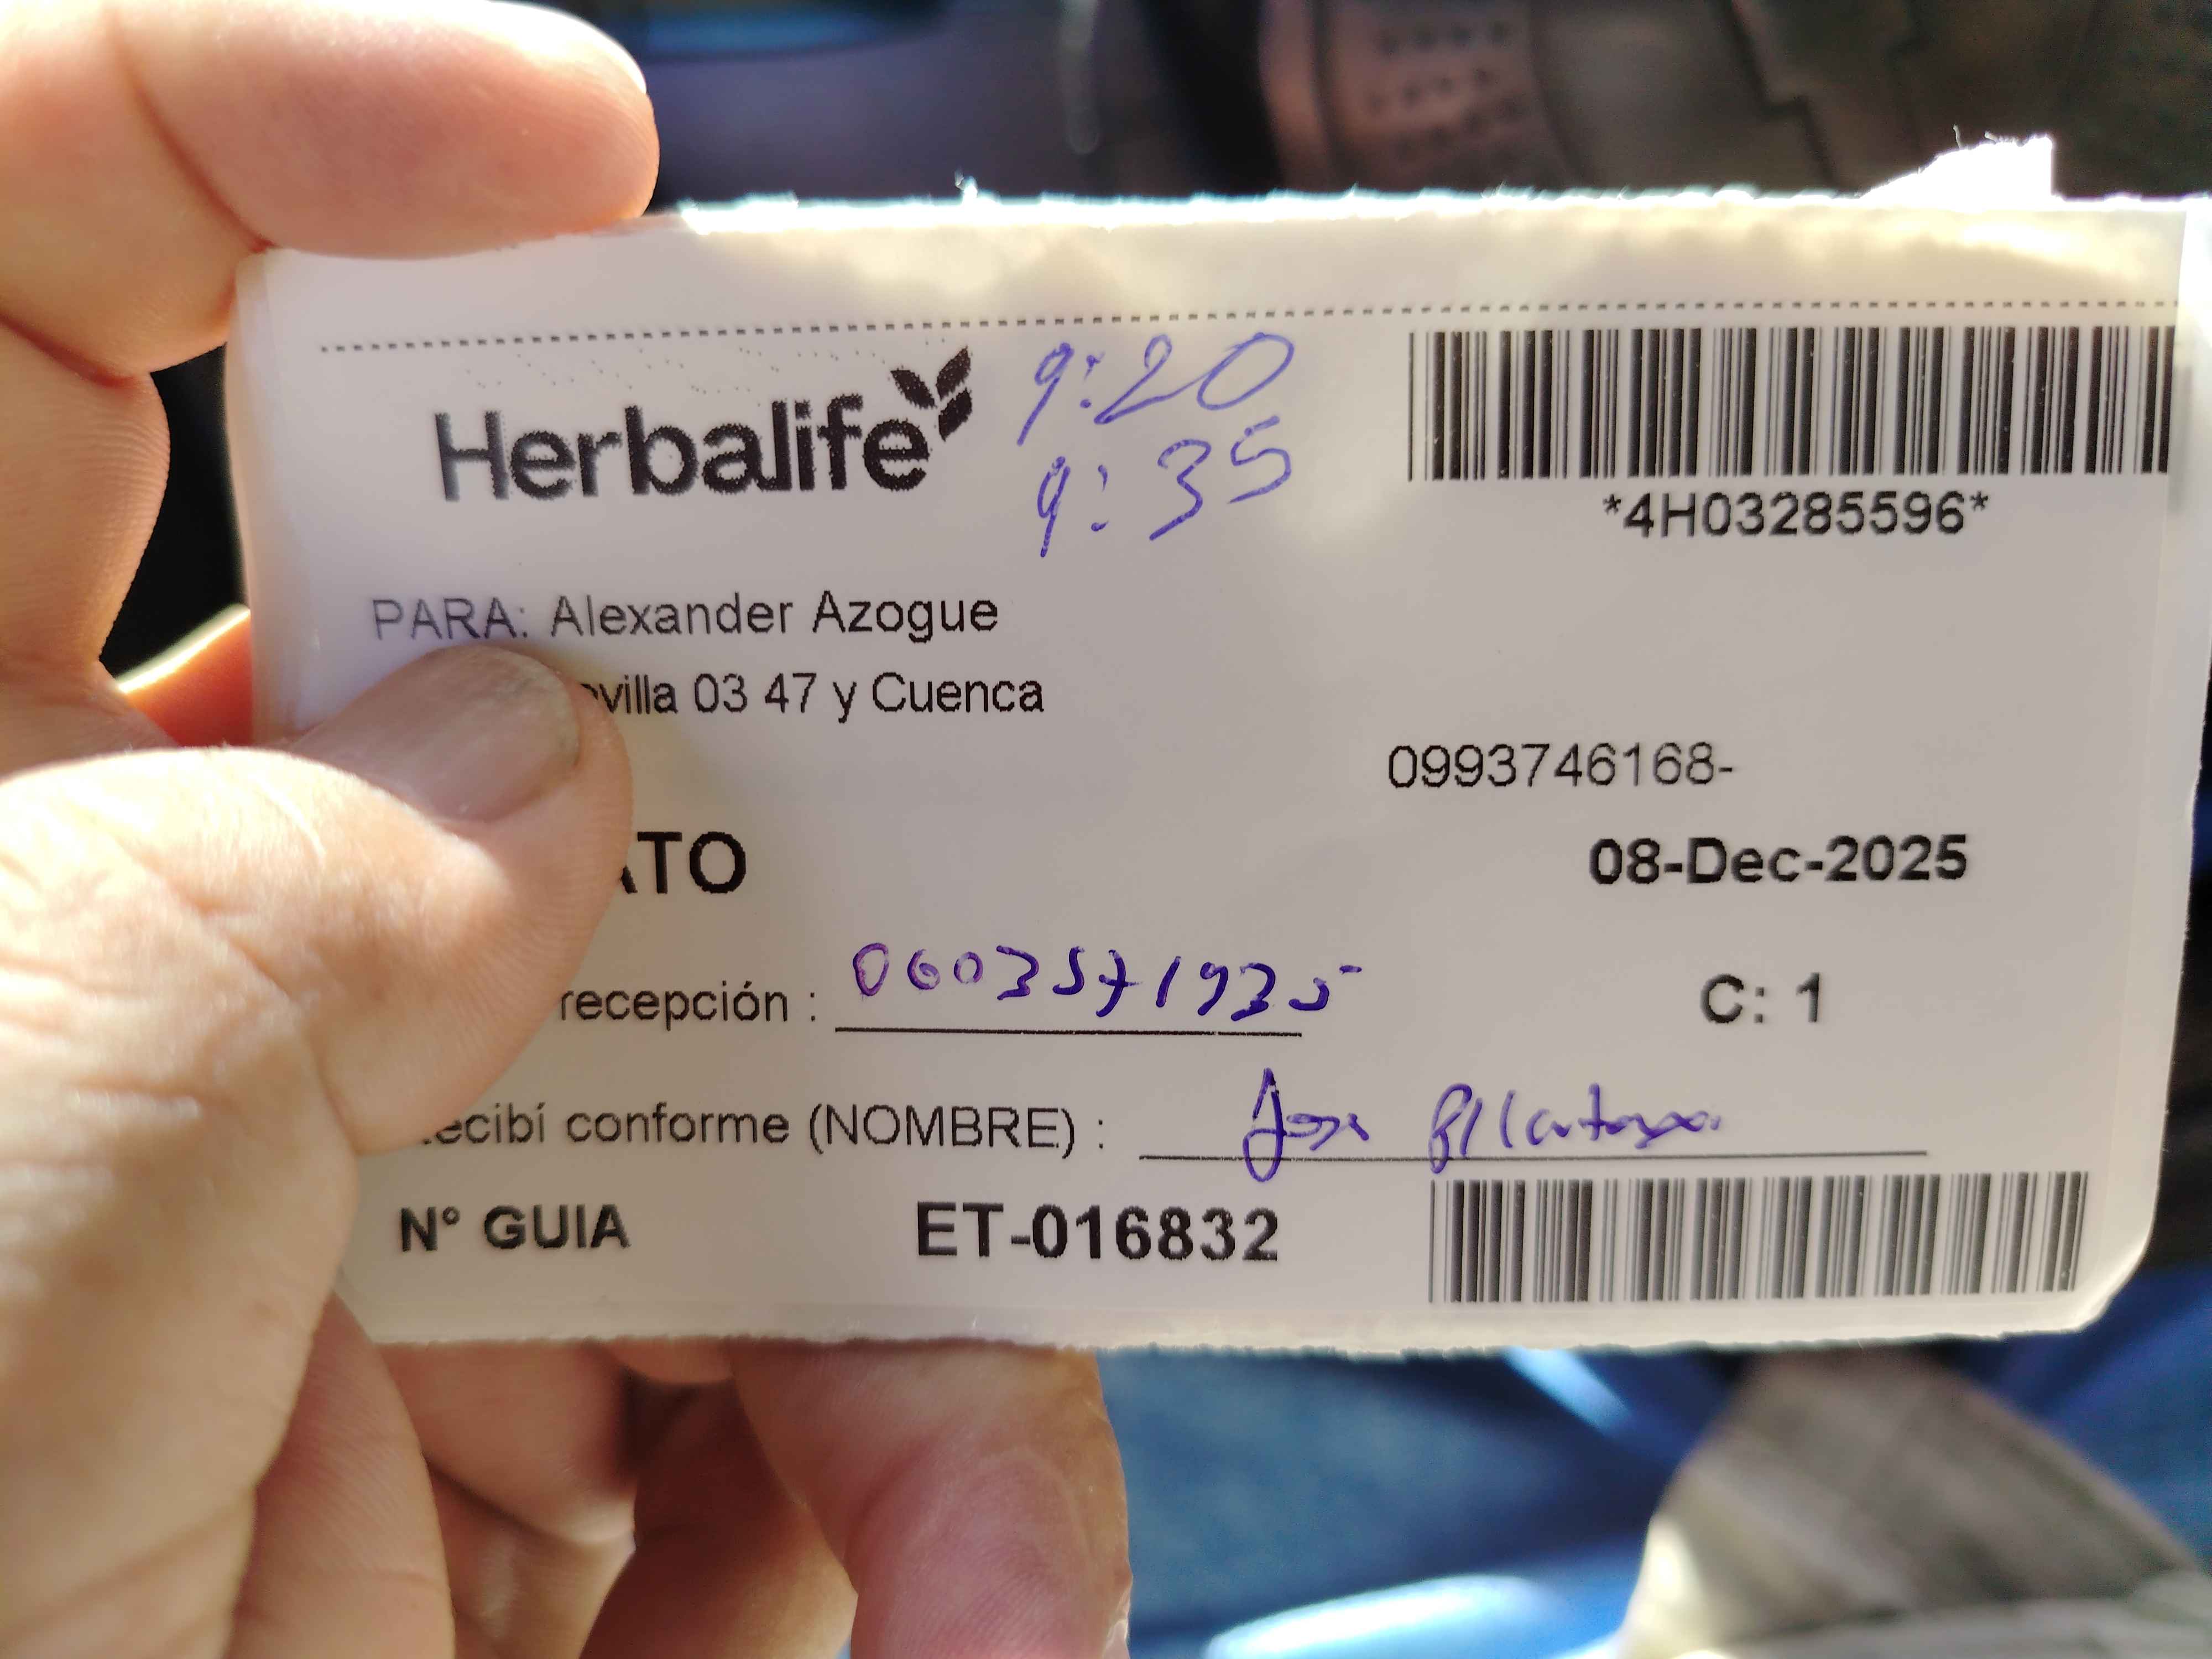 Herbalife
9:20
9:35
*4H03285596*
PARA: Alexander Azogue
villa 03 47 y Cuenca
0993746168-
ATO
08-Dec-2025
recepción : 0603571935
C: 1
ecibí conforme (NOMBRE) :
N° GUIA ET-016832